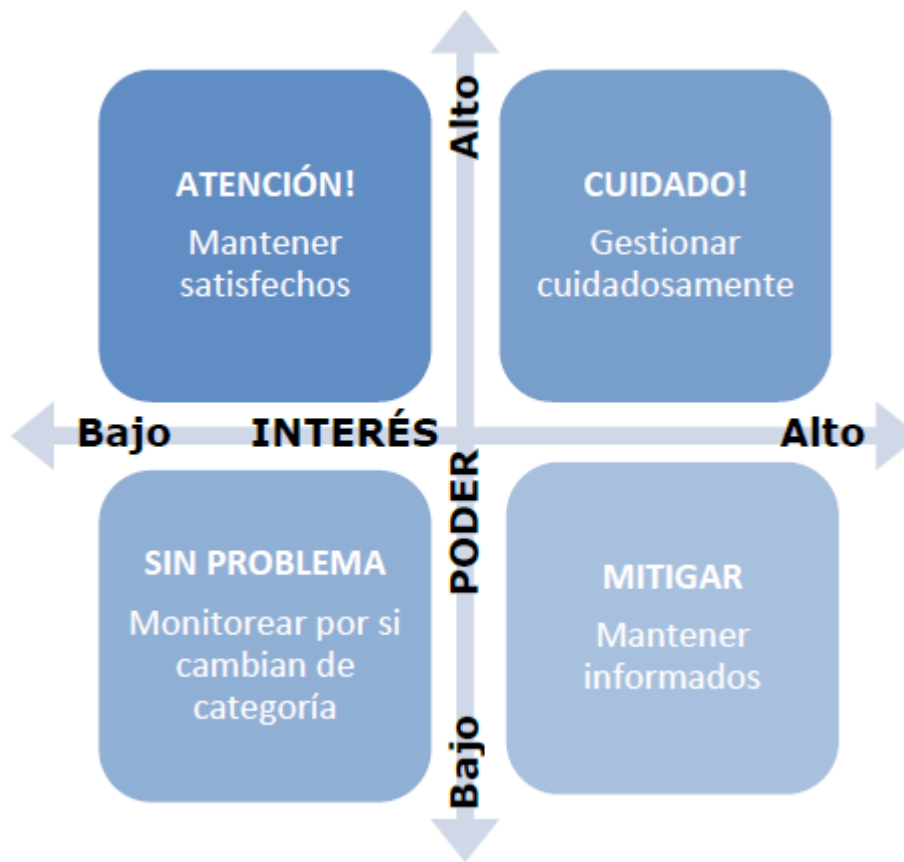 Alto
ATENCIÓN!
Mantener
satisfechos
CUIDADO!
Gestionar
cuidadosamente
Bajo
INTERÉS
Alto
PODER
SIN PROBLEMA
Monitorear por si
cambian de
categoría
MITIGAR
Mantener
informados
Bajo